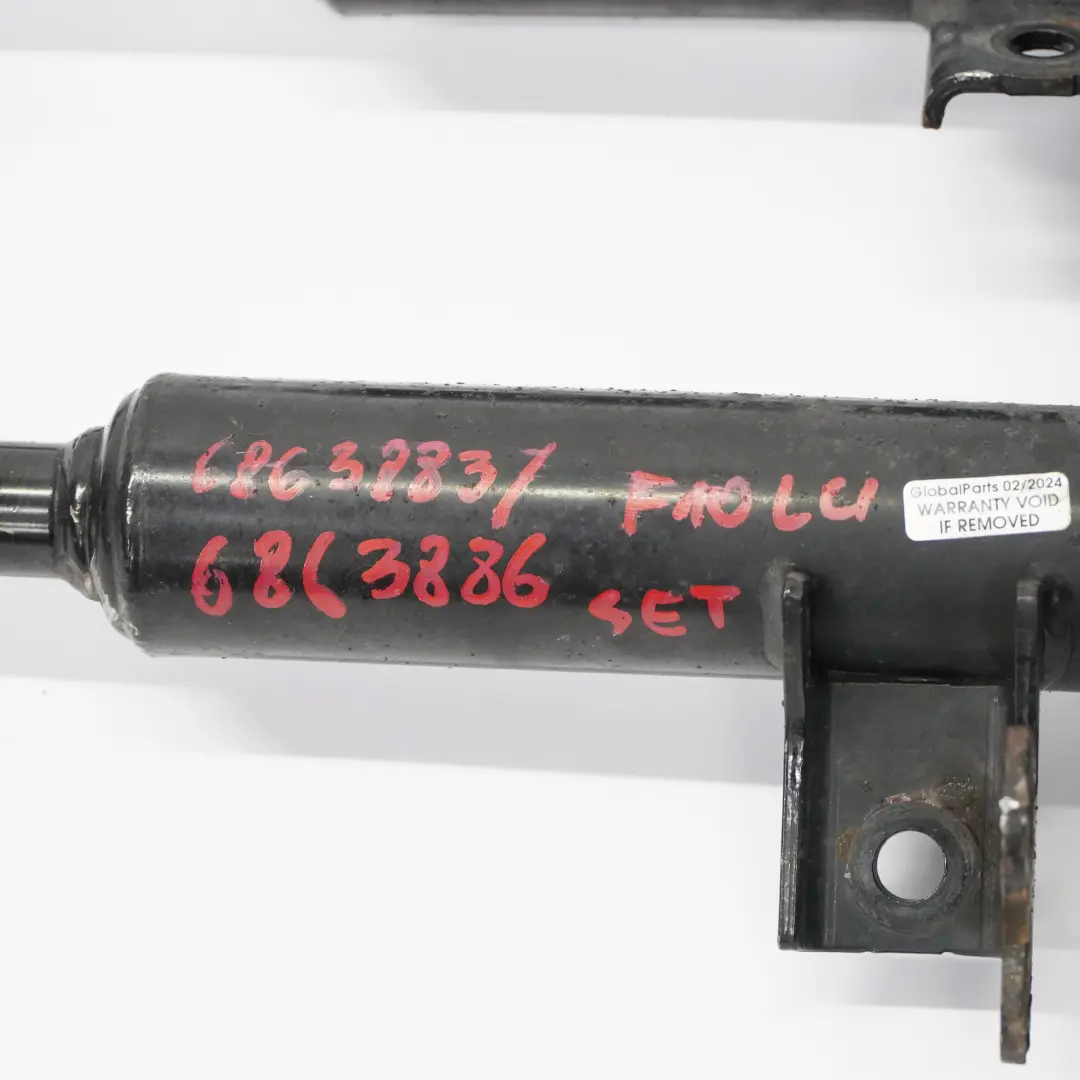 6863883/ F10 LCI
6863886 SET
GlobalParts 02/2024
WARRANTY VOID
IF REMOVED